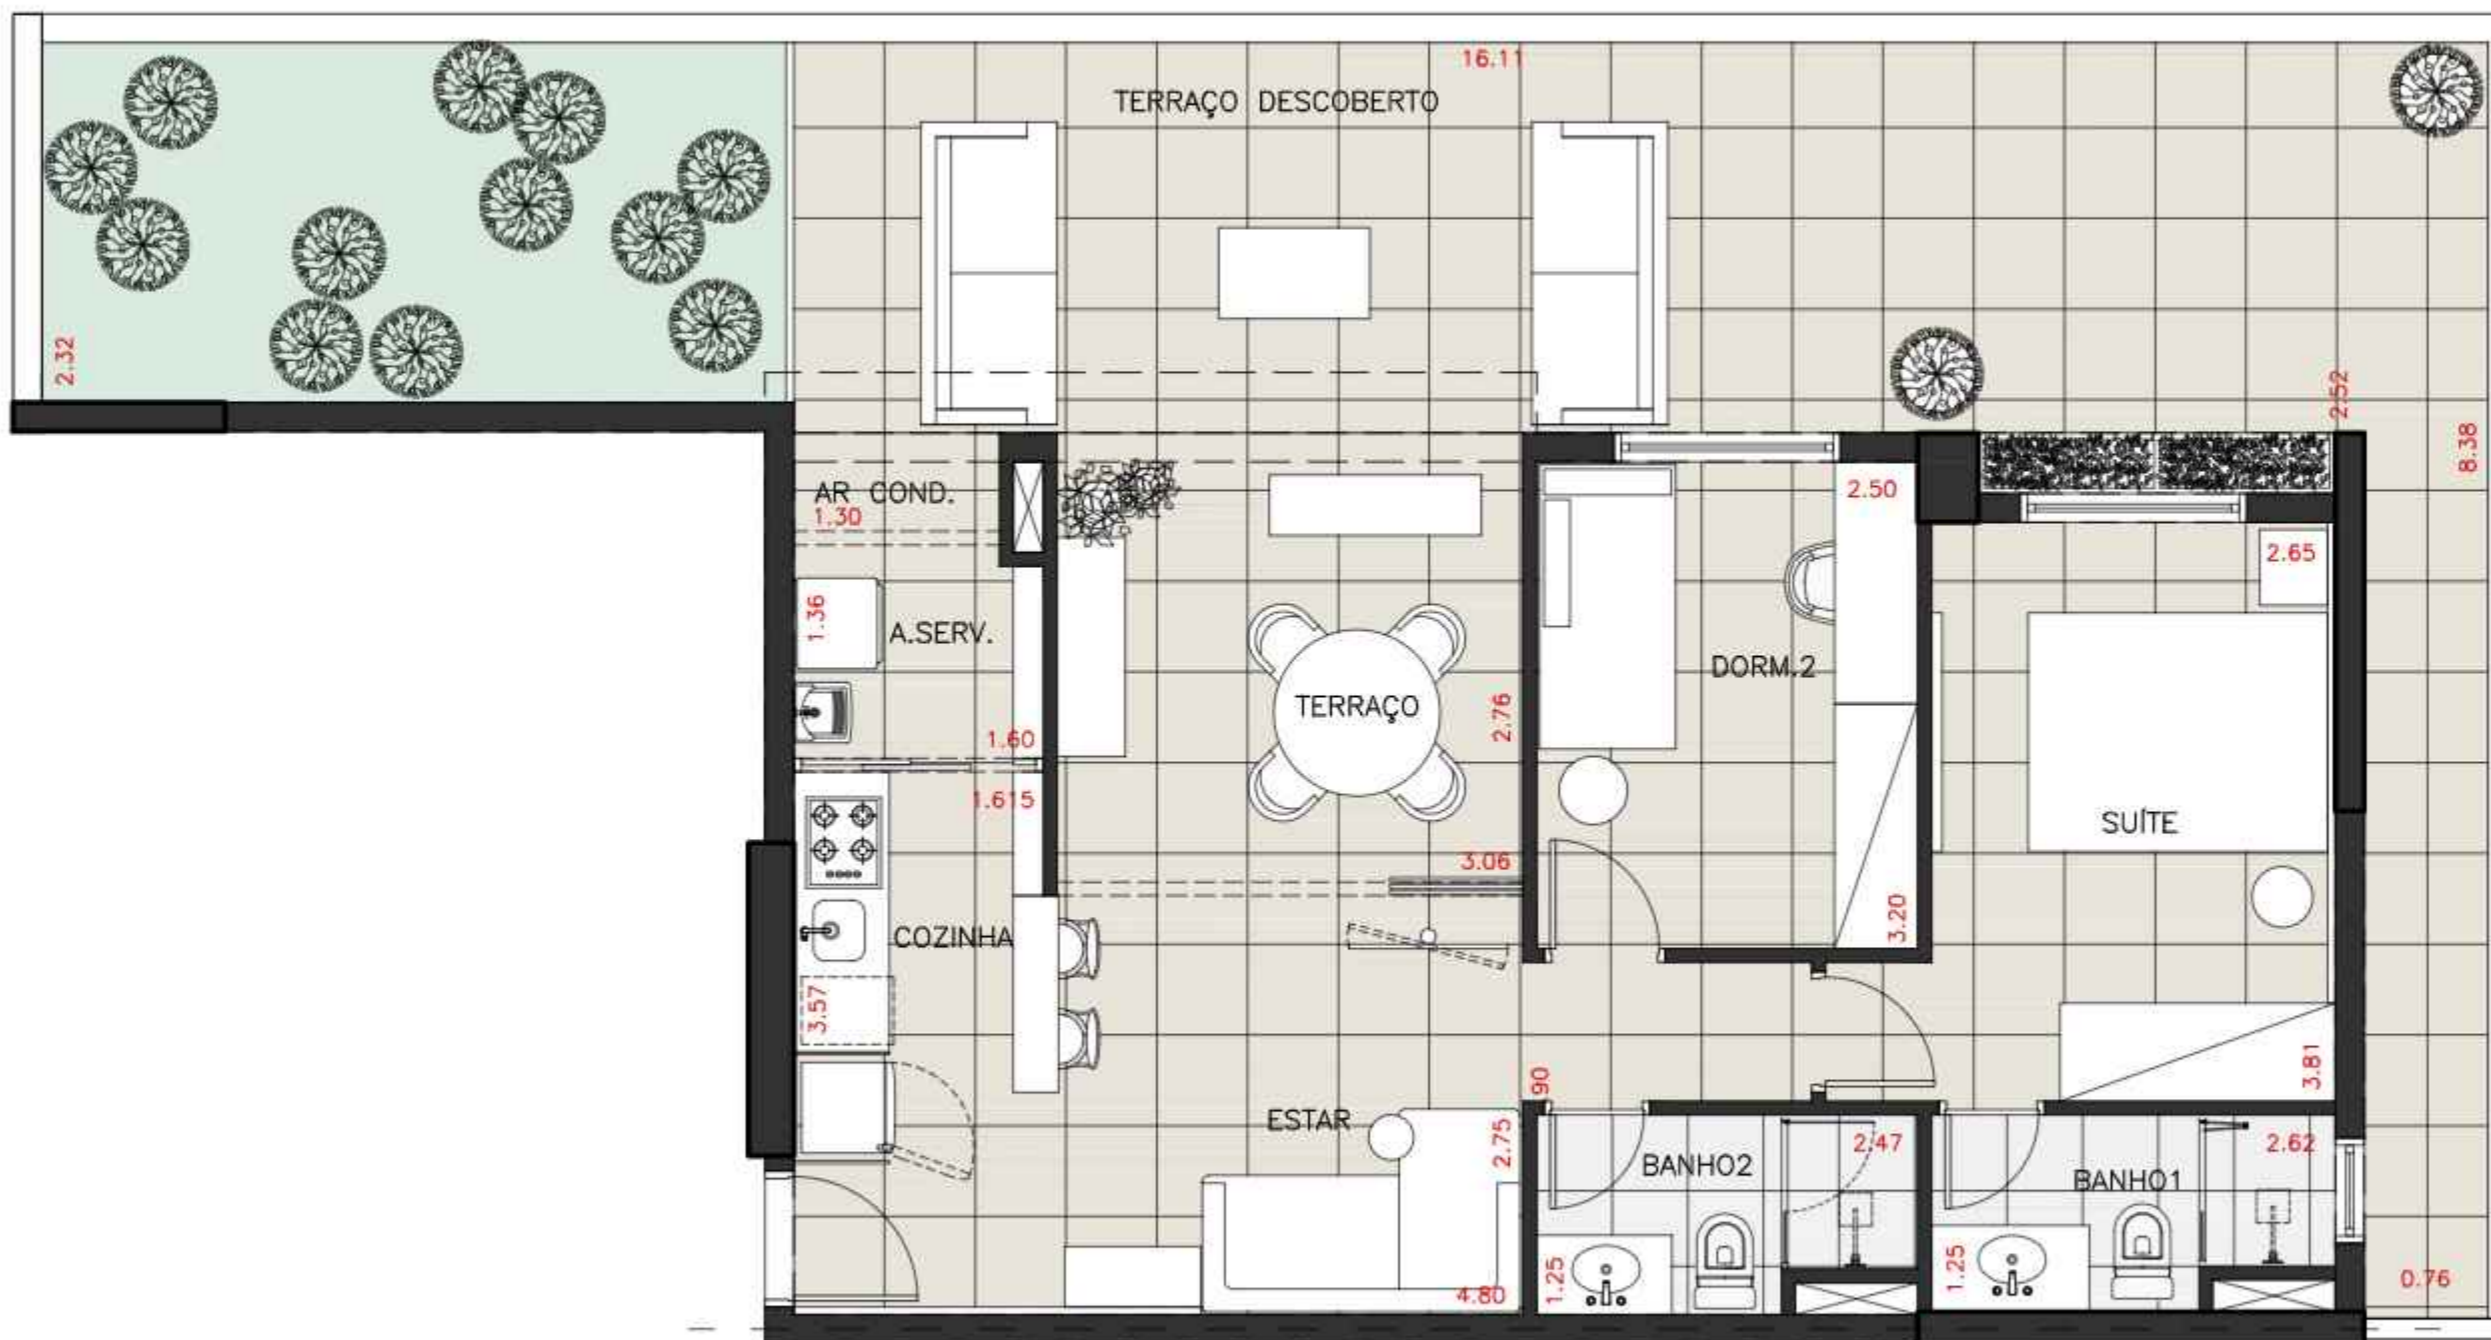 16.11
TERRAÇO DESCOBERTO
2.32
2.52
8.38
AR COND.
1.30
2.50
2.65
1.36
A.SERV.
DORM.2
TERRAÇO
2.76
1.60
1.615
SUÍTE
3.06
3.20
COZINHA
3.57
3.81
.90
ESTAR
2.75
BANHO2
2.47
BANHO1
2.62
4.80
1.25
1.25
0.76